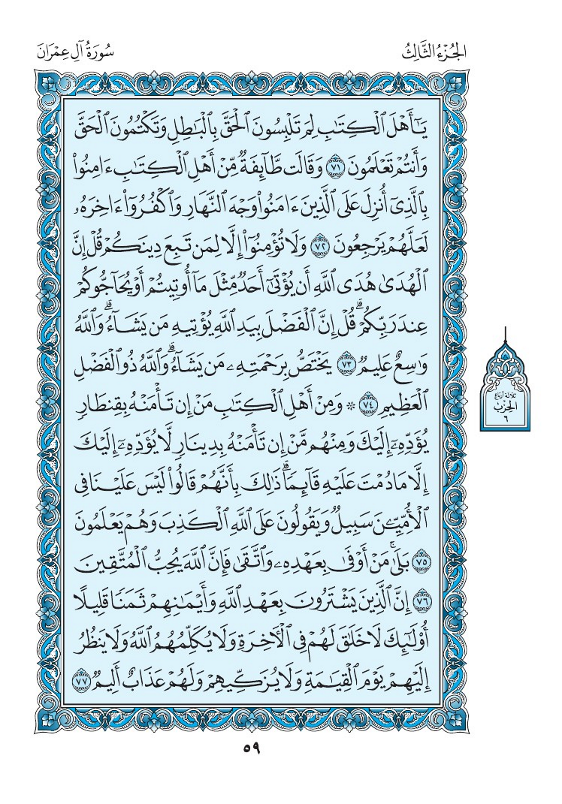 الجُزْءُ الثَّالِثُ
سُورَةُ آلِ عِمْرَانَ
يَـٰٓأَهْلَ ٱلْكِتَـٰبِ لِمَ تَلْبِسُونَ ٱلْحَقَّ بِٱلْبَـٰطِلِ وَتَكْتُمُونَ ٱلْحَقَّ
وَأَنتُمْ تَعْلَمُونَ ٧١ وَقَالَت طَّآئِفَةٌ مِّنْ أَهْلِ ٱلْكِتَـٰبِ ءَامِنُوا۟
بِٱلَّذِىٓ أُنزِلَ عَلَى ٱلَّذِينَ ءَامَنُوا۟ وَجْهَ ٱلنَّهَارِ وَٱكْفُرُوٓا۟ ءَاخِرَهُۥ
لَعَلَّهُمْ يَرْجِعُونَ ٧٢ وَلَا تُؤْمِنُوٓا۟ إِلَّا لِمَن تَبِعَ دِينَكُمْ قُلْ إِنَّ
ٱلْهُدَىٰ هُدَى ٱللَّهِ أَن يُؤْتَىٰٓ أَحَدٌ مِّثْلَ مَآ أُوتِيتُمْ أَوْ يُحَآجُّوكُمْ
عِندَ رَبِّكُمْ ۗ قُلْ إِنَّ ٱلْفَضْلَ بِيَدِ ٱللَّهِ يُؤْتِيهِ مَن يَشَآءُ ۗ وَٱللَّهُ
وَٰسِعٌ عَلِيمٌ ٧٣ يَخْتَصُّ بِرَحْمَتِهِۦ مَن يَشَآءُ ۗ وَٱللَّهُ ذُو ٱلْفَضْلِ
ٱلْعَظِيمِ ٧٤ ۞ وَمِنْ أَهْلِ ٱلْكِتَـٰبِ مَنْ إِن تَأْمَنْهُ بِقِنطَارٍ
يُؤَدِّهِۦٓ إِلَيْكَ وَمِنْهُم مَّنْ إِن تَأْمَنْهُ بِدِينَارٍ لَّا يُؤَدِّهِۦٓ إِلَيْكَ
إِلَّا مَا دُمْتَ عَلَيْهِ قَآئِمًا ۗ ذَٰلِكَ بِأَنَّهُمْ قَالُوا۟ لَيْسَ عَلَيْنَا فِى
ٱلْأُمِّيِّـۧنَ سَبِيلٌ وَيَقُولُونَ عَلَى ٱللَّهِ ٱلْكَذِبَ وَهُمْ يَعْلَمُونَ
٧٥ بَلَىٰ مَنْ أَوْفَىٰ بِعَهْدِهِۦ وَٱتَّقَىٰ فَإِنَّ ٱللَّهَ يُحِبُّ ٱلْمُتَّقِينَ
٧٦ إِنَّ ٱلَّذِينَ يَشْتَرُونَ بِعَهْدِ ٱللَّهِ وَأَيْمَـٰنِهِمْ ثَمَنًا قَلِيلًا
أُو۟لَـٰٓئِكَ لَا خَلَـٰقَ لَهُمْ فِى ٱلْـَٔاخِرَةِ وَلَا يُكَلِّمُهُمُ ٱللَّهُ وَلَا يَنظُرُ
إِلَيْهِمْ يَوْمَ ٱلْقِيَـٰمَةِ وَلَا يُزَكِّيهِمْ وَلَهُمْ عَذَابٌ أَلِيمٌ ٧٧
الحِزْب
٦
٥٩